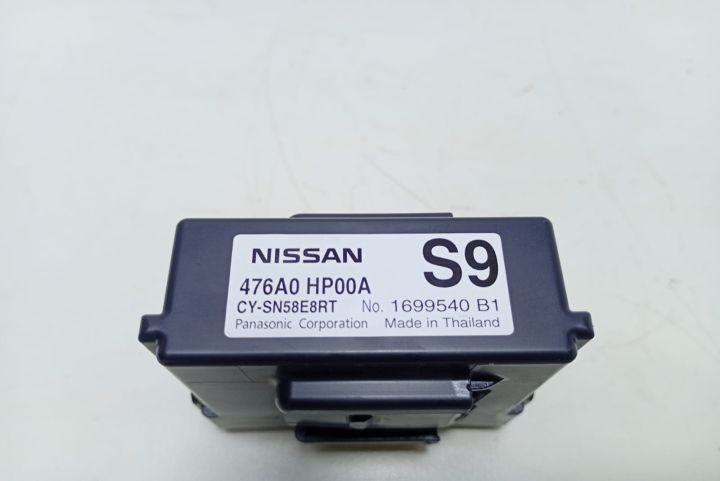 NISSAN S9
476A0 HP00A
CY-SN58E8RT No. 1699540 B1
Panasonic Corporation Made in Thailand